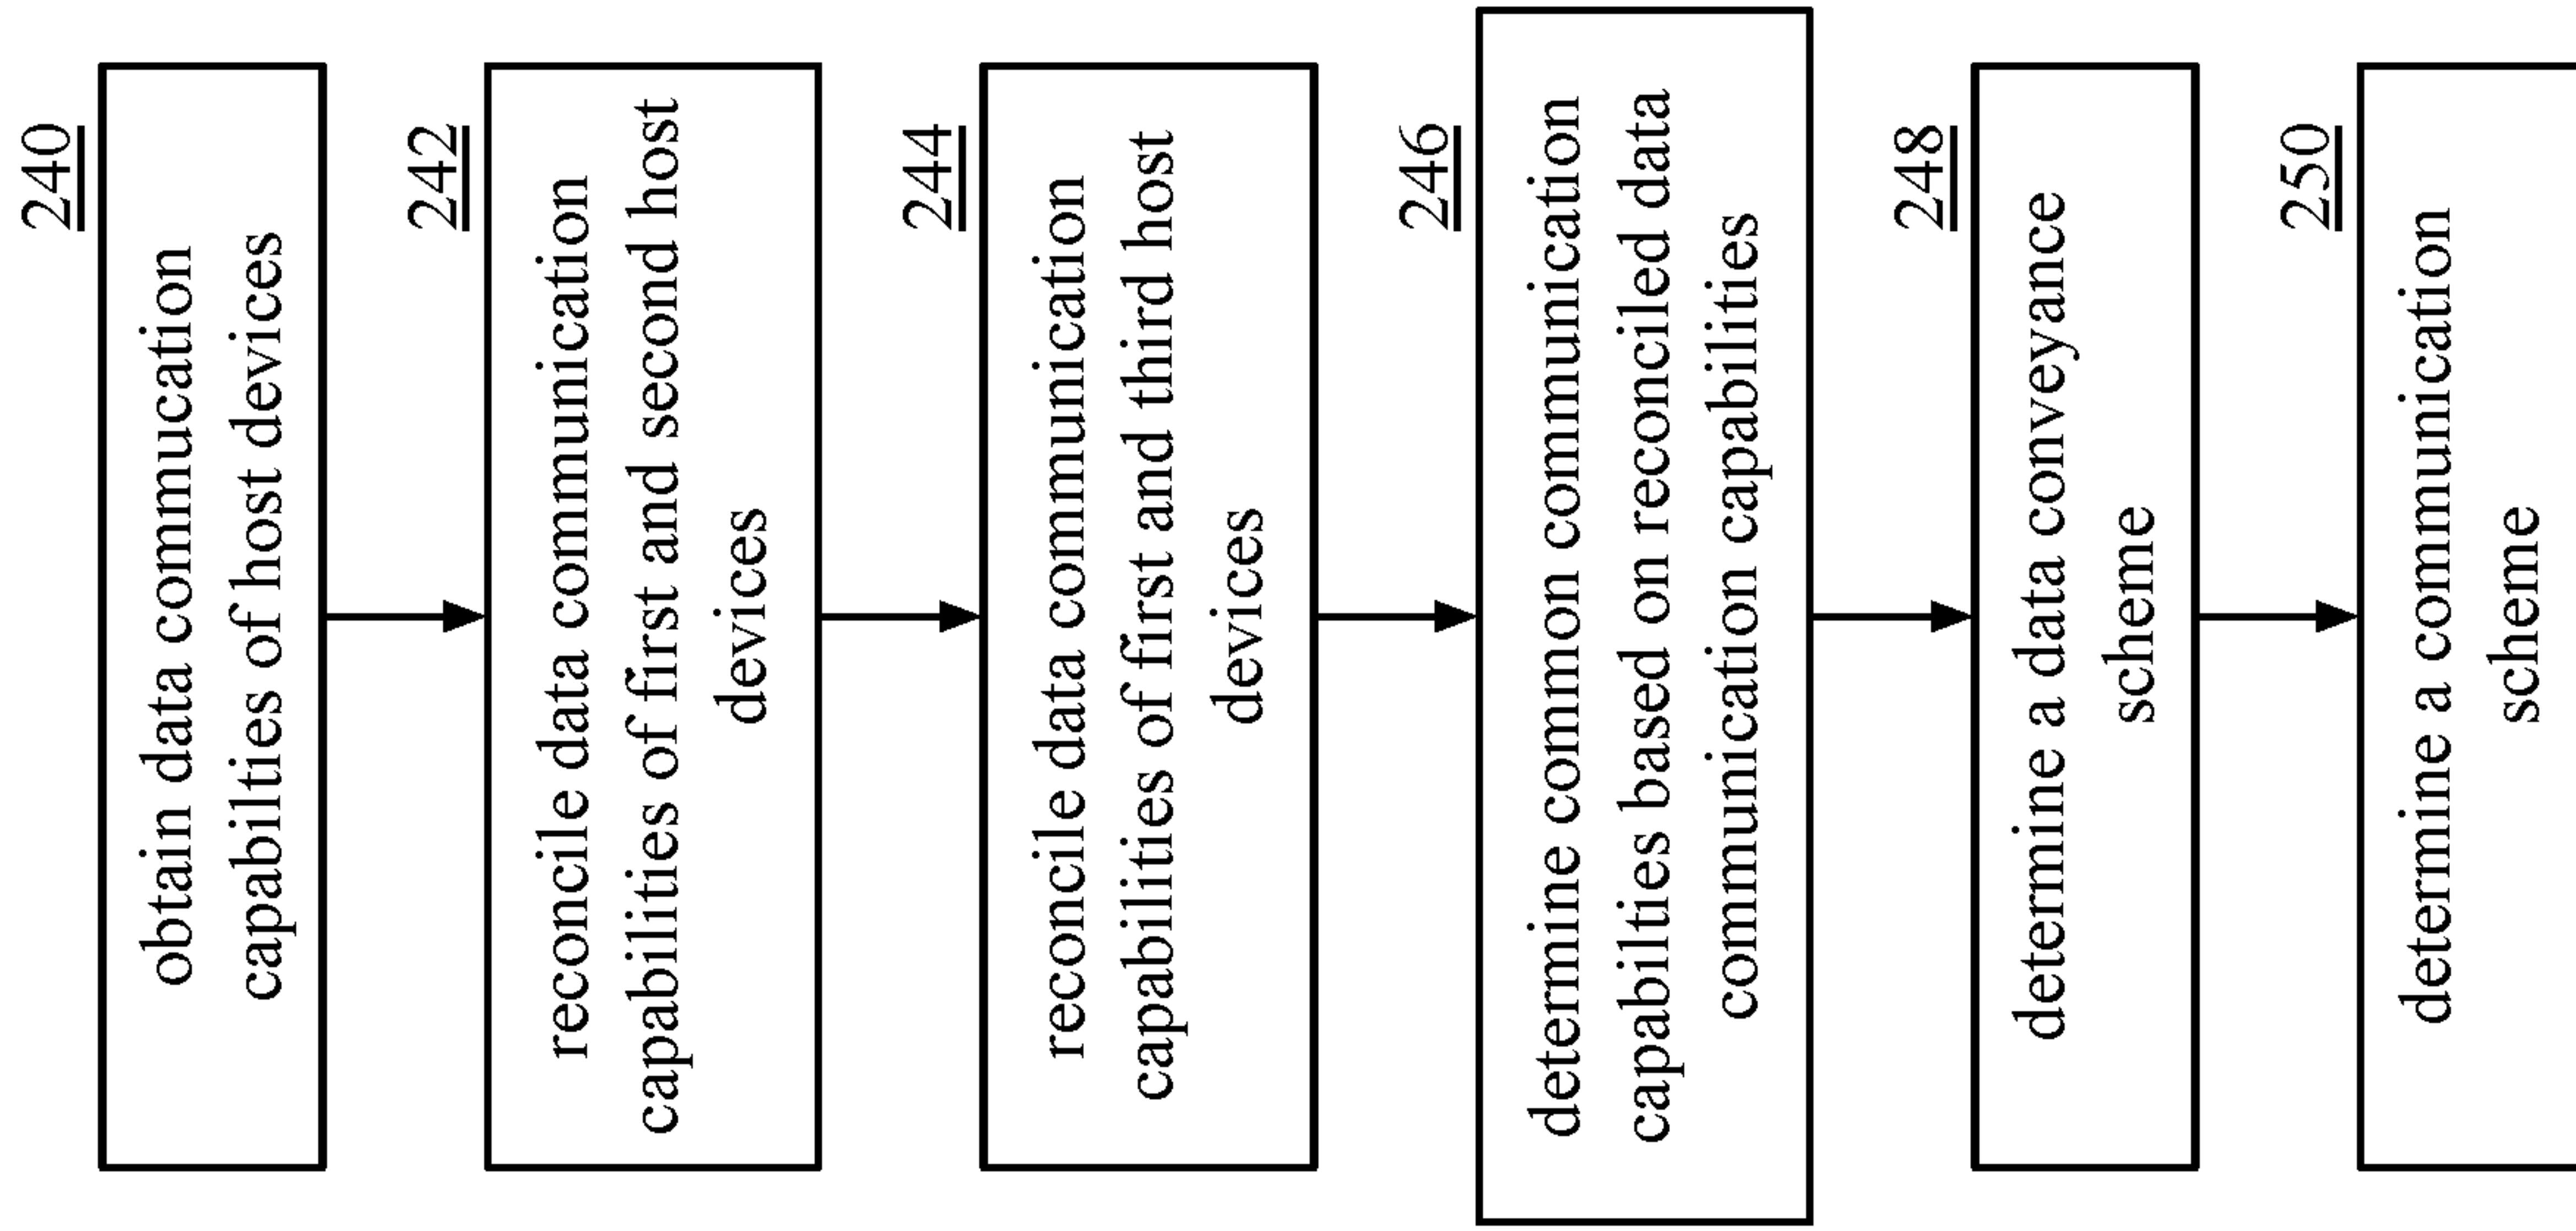 240
obtain data commucation
capabilities of host devices
242
reconcile data communication
capabilities of first and second host
devices
244
reconcile data communication
capabilities of first and third host
devices
246
determine common communication
capabilities based on reconciled data
communication capabilities
248
determine a data conveyance
scheme
250
determine a communication
scheme